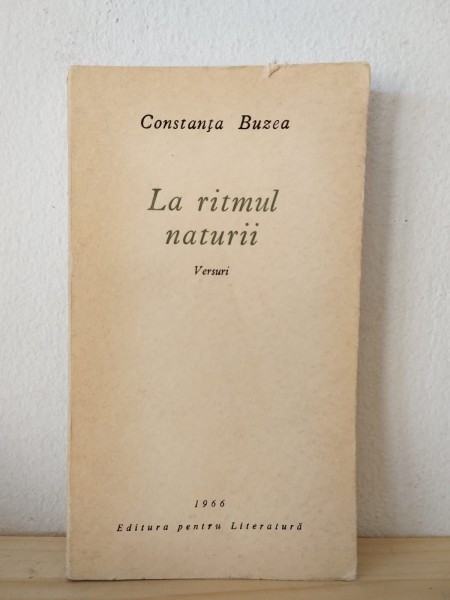 Constanța Buzea
La ritmul
naturii
Versuri
1966
Editura pentru Literatură